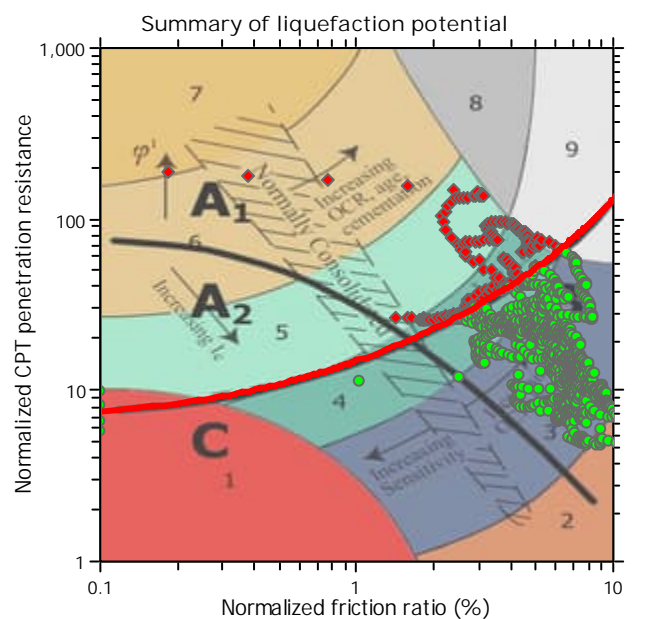 Summary of liquefaction potential
Normalized CPT penetration resistance
1,000
100
10
1
0.1
1
10
Normalized friction ratio (%)
7
8
9
φ'
A1
6
A2
5
4
C
1
3
2
Increasing
OCR, age,
cementation
Normally Consolidated
Increasing Ic
Increasing
Sensitivity